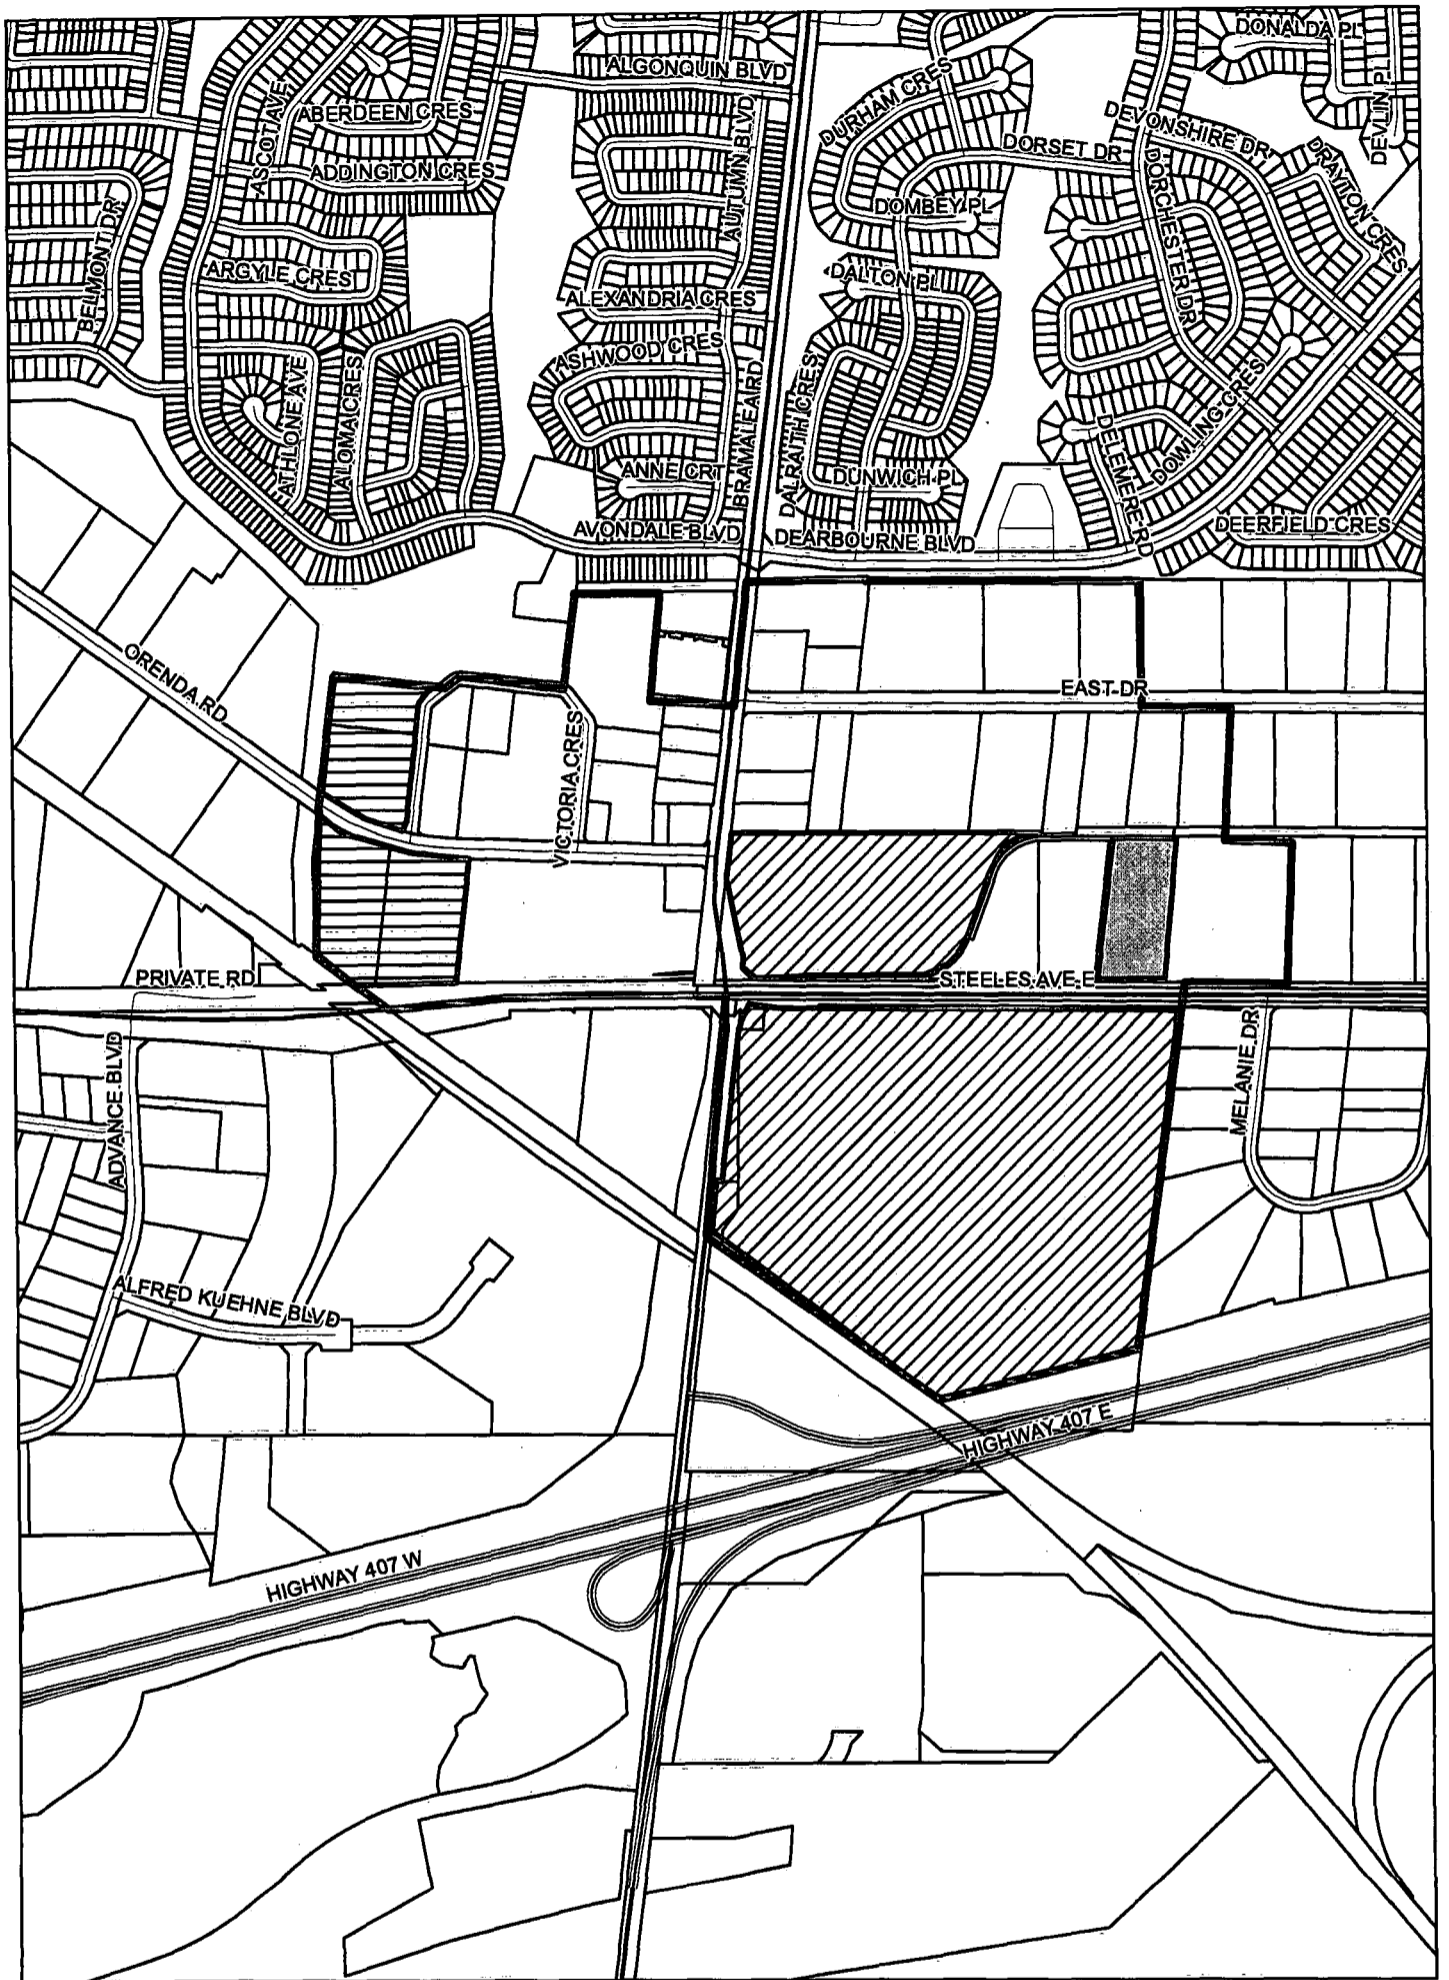 DONALDA PL
ALGONQUIN BLVD
DURHAM CRES
DEVLIN PL
ASCOT AVE
ABERDEEN CRES
AUTUMN BLVD
DEVONSHIRE DR
DORSET DR
DRAYTON CRES
ADDINGTON CRES
DORCHESTER DR
BELMONT DR
DOMBEY PL
ARGYLE CRES
DALTON PL
ALEXANDRIA CRES
ASHWOOD CRES
ATHLONE AVE
ALOMA CRES
BRAMALEA RD
DALRAITH CRES
DOWLING CRES
DEEMERE RD
ANNE CRT
DUNWICH PL
AVONDALE BLVD
DEARBOURNE BLVD
DEERFIELD CRES
ORENDA RD
EAST DR
VICTORIA CRES
PRIVATE RD
STEELES AVE E
ADVANCE BLVD
MELANIE DR
ALFRED KUEHNE BLVD
HIGHWAY 407 E
HIGHWAY 407 W